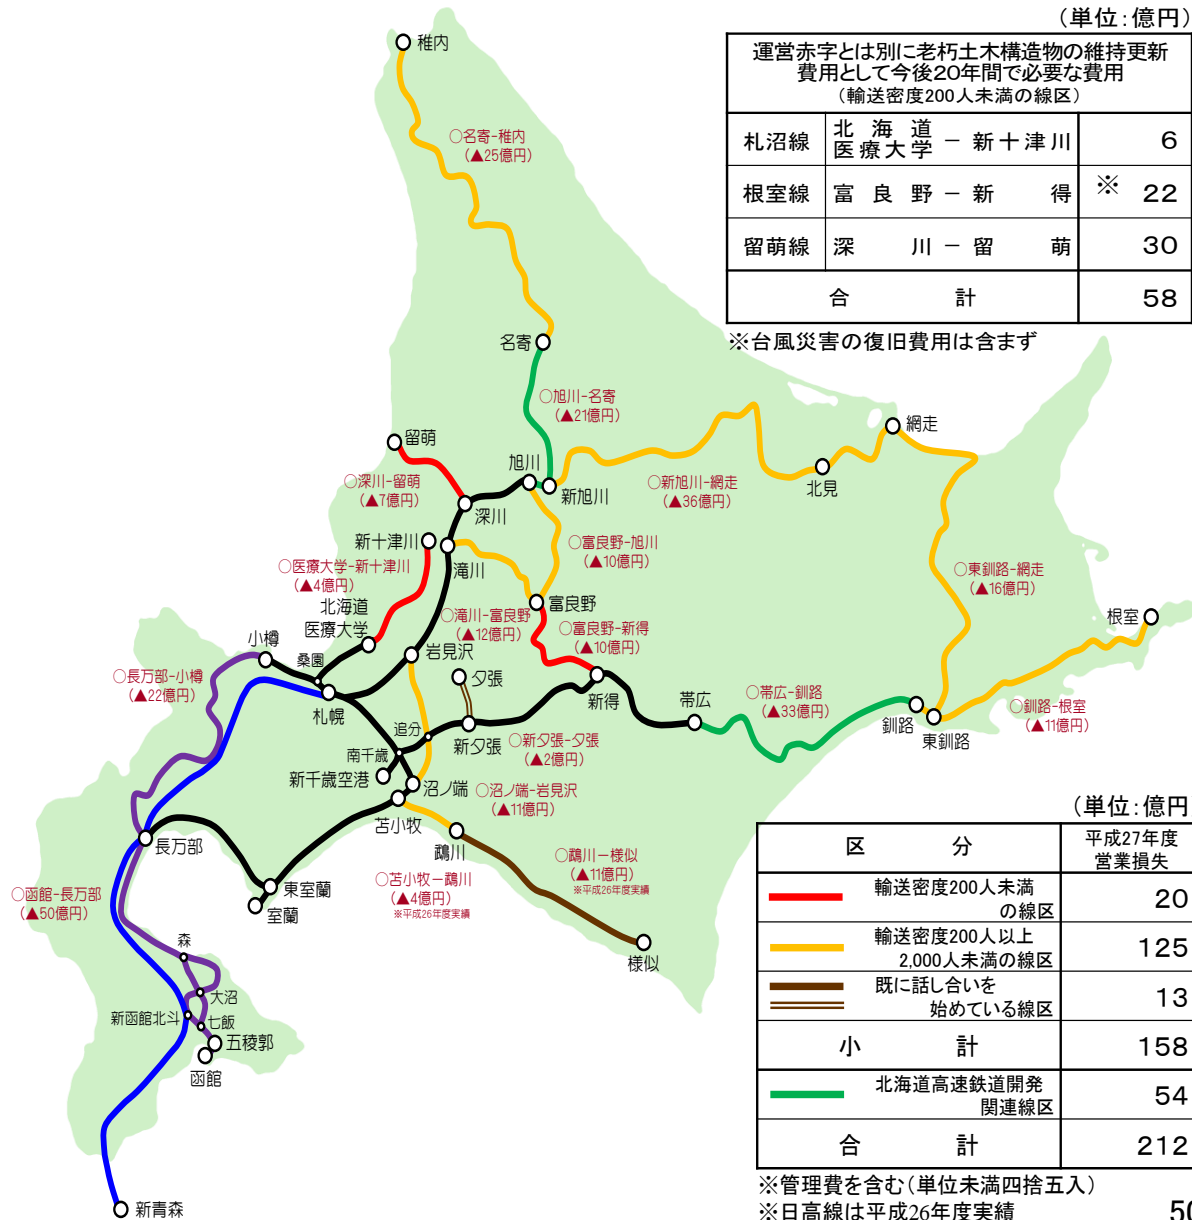 (単位:億円)
運営赤字とは別に老朽土木構造物の維持更新
費用として今後20年間で必要な費用
(輸送密度200人未満の線区)
札沼線 北海道医療大学 － 新十津川 6
根室線 富良野 － 新得 ※ 22
留萌線 深川 － 留萌 30
合計 58
※台風災害の復旧費用は含まず
稚内
○名寄-稚内
(▲25億円)
名寄
○旭川-名寄
(▲21億円)
網走
留萌
旭川
北見
○深川-留萌
(▲7億円)
新旭川
○新旭川-網走
(▲36億円)
深川
新十津川
滝川
○富良野-旭川
(▲10億円)
○医療大学-新十津川
(▲4億円)
○東釧路-網走
(▲16億円)
北海道
医療大学
○滝川-富良野
(▲12億円)
富良野
○富良野-新得
(▲10億円)
根室
小樽
桑園
岩見沢
夕張
○長万部-小樽
(▲22億円)
札幌
新得
帯広
○帯広-釧路
(▲33億円)
釧路
東釧路
○釧路-根室
(▲11億円)
追分
新夕張
○新夕張-夕張
(▲2億円)
南千歳
新千歳空港
沼ノ端
○沼ノ端-岩見沢
(▲11億円)
苫小牧
鵡川
長万部
○鵡川－様似
(▲11億円)
※平成26年度実績
○苫小牧－鵡川
(▲4億円)
※平成26年度実績
東室蘭
室蘭
○函館-長万部
(▲50億円)
様似
森
大沼
新函館北斗
七飯
五稜郭
函館
新青森
(単位:億円
区分 平成27年度
営業損失
輸送密度200人未満
の線区 20
輸送密度200人以上
2,000人未満の線区 125
既に話し合いを
始めている線区 13
小計 158
北海道高速鉄道開発
関連線区 54
合計 212
※管理費を含む(単位未満四捨五入)
※日高線は平成26年度実績
50